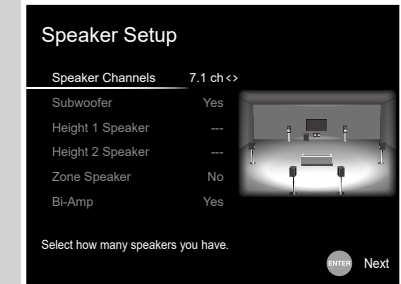 Speaker Setup
Speaker Channels 7.1 ch<>
Subwoofer Yes
Height 1 Speaker ---
Height 2 Speaker ---
Zone Speaker No
Bi-Amp Yes
Select how many speakers you have.
ENTER Next